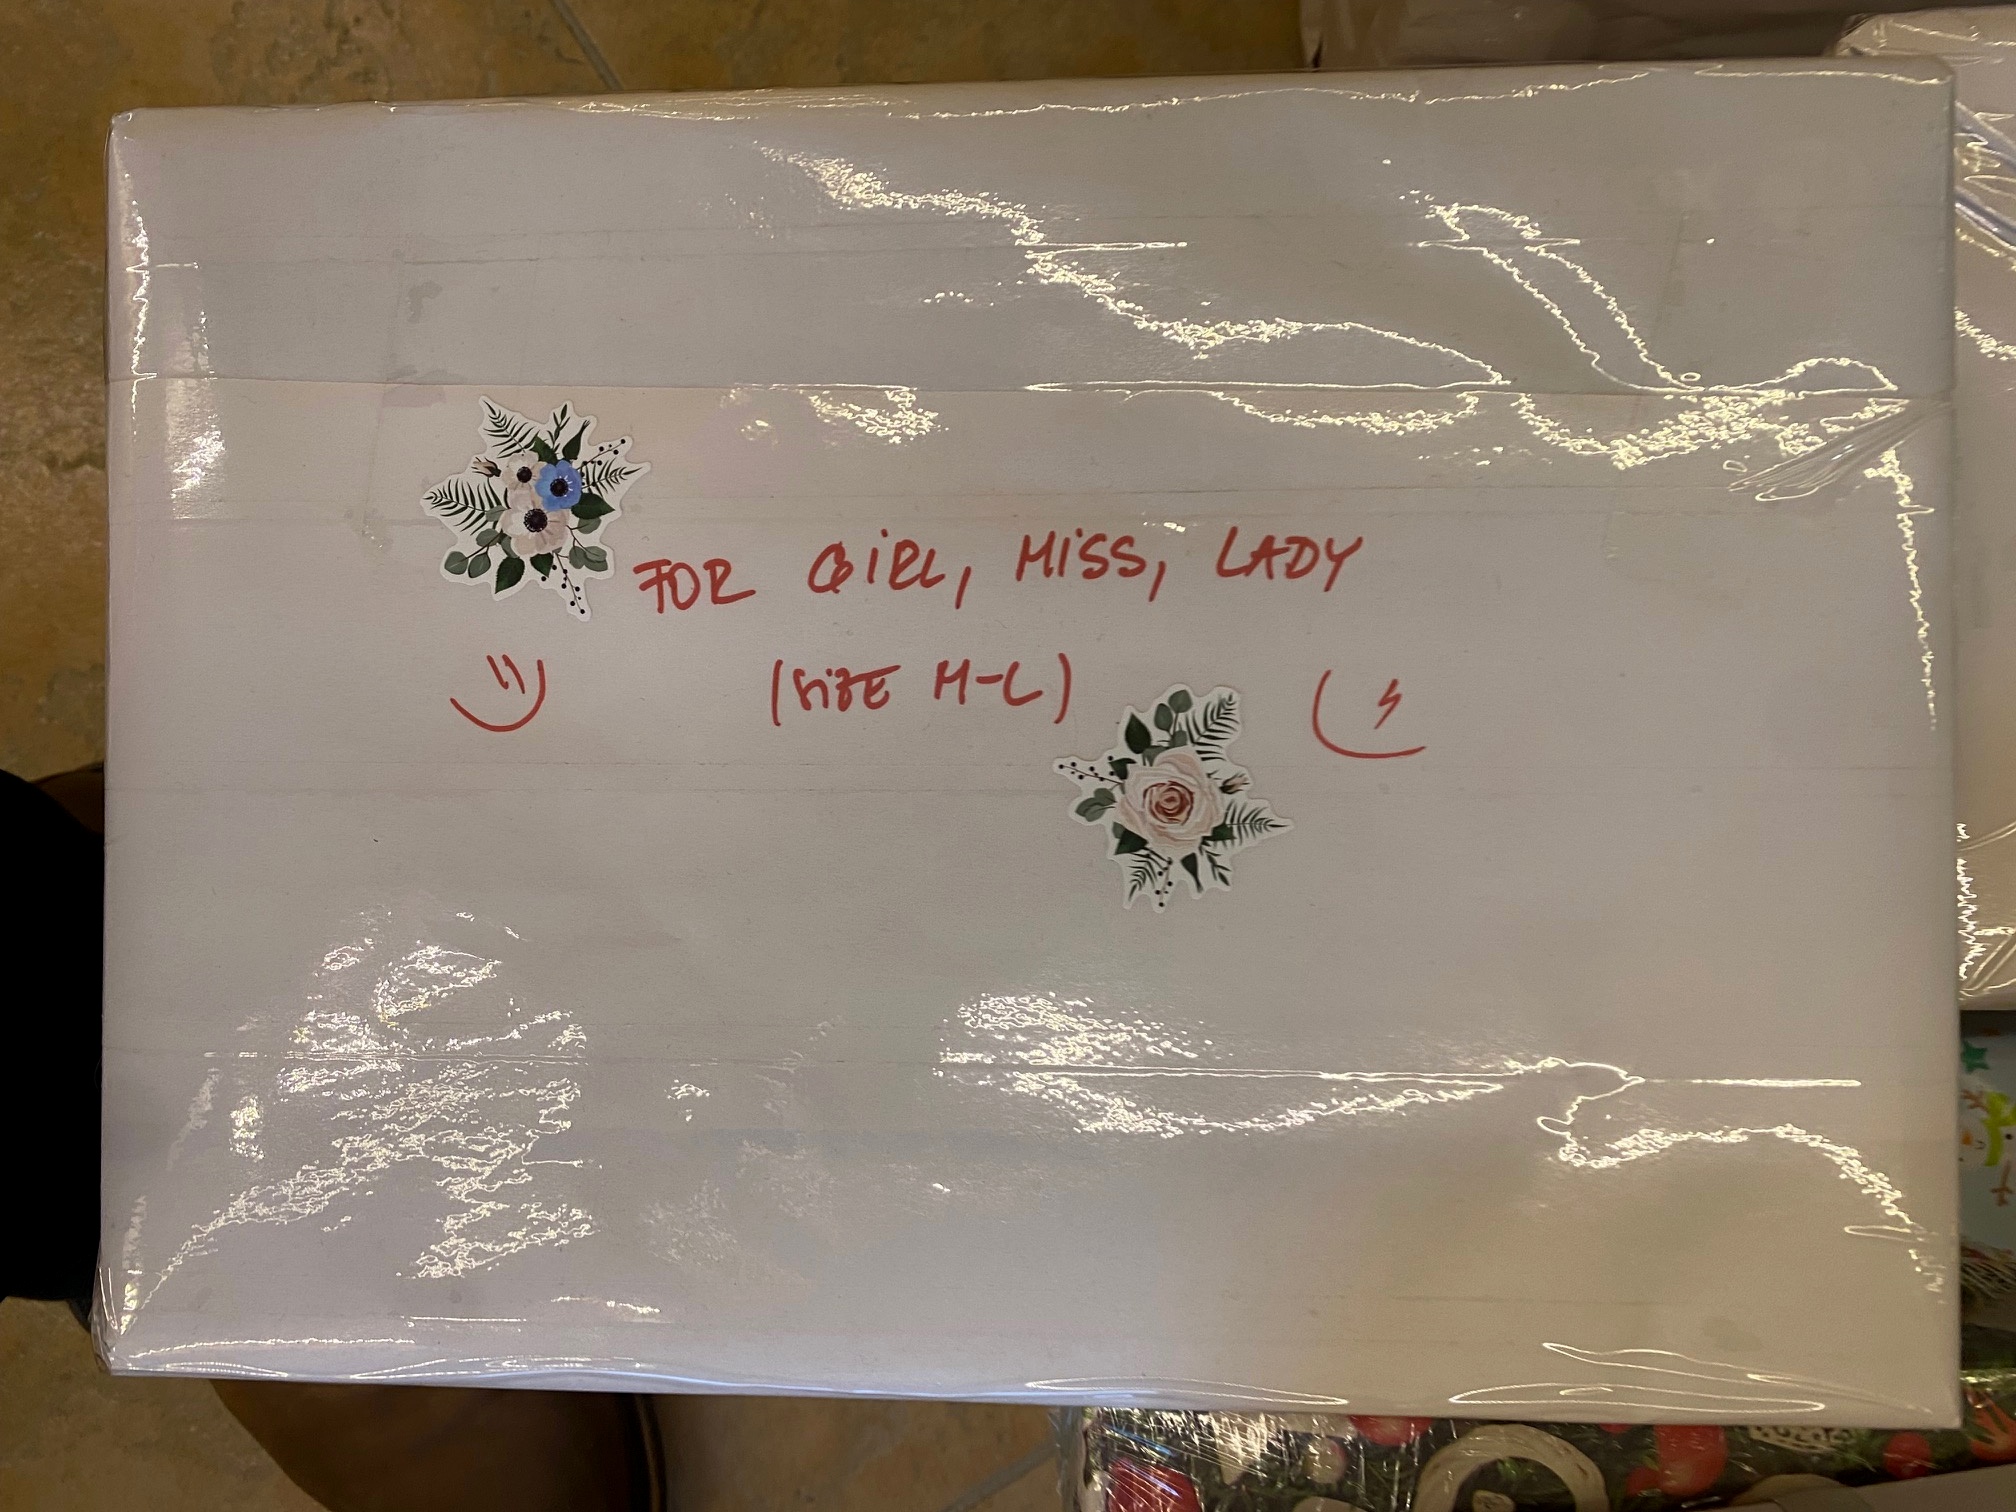 FOR GIRL, MISS, LADY
(SIZE M-L)